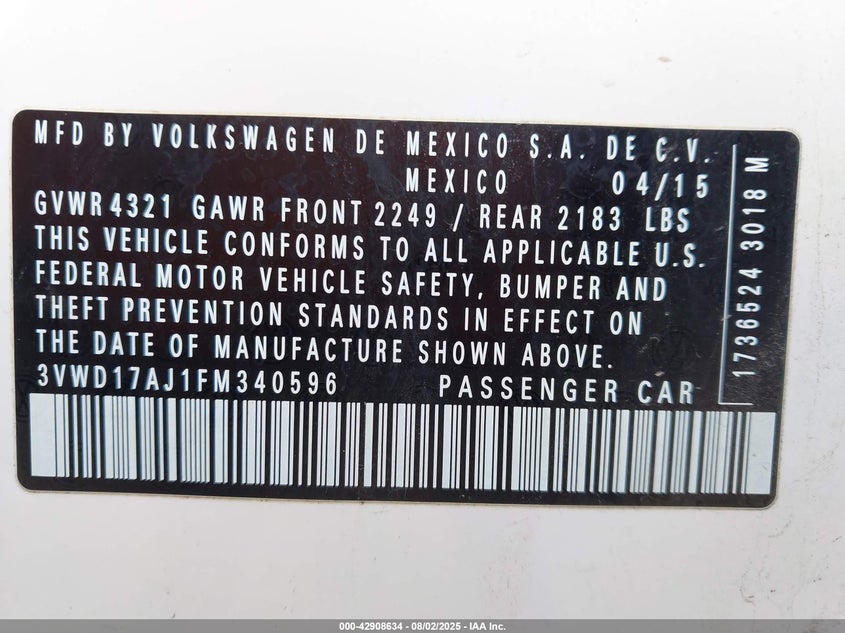 MFD BY VOLKSWAGEN DE MEXICO S.A. DE C.V.
MEXICO 04/15
GVWR 4321 GAWR FRONT 2249 / REAR 2183 LBS
THIS VEHICLE CONFORMS TO ALL APPLICABLE U.S.
FEDERAL MOTOR VEHICLE SAFETY, BUMPER AND
THEFT PREVENTION STANDARDS IN EFFECT ON
THE DATE OF MANUFACTURE SHOWN ABOVE.
3VWD17AJ1FM340596 PASSENGER CAR
1736524 3018 M
000-42908634 - 08/02/2025 - IAA Inc.